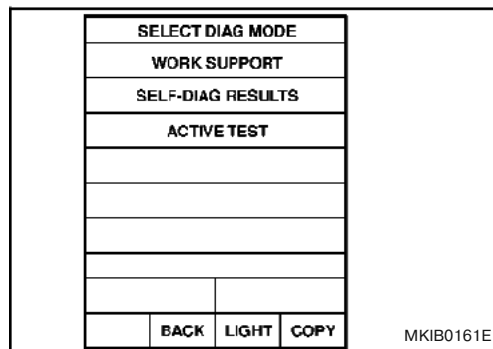 SELECT DIAG MODE
WORK SUPPORT
SELF-DIAG RESULTS
ACTIVE TEST
BACK LIGHT COPY
MKIB0161E